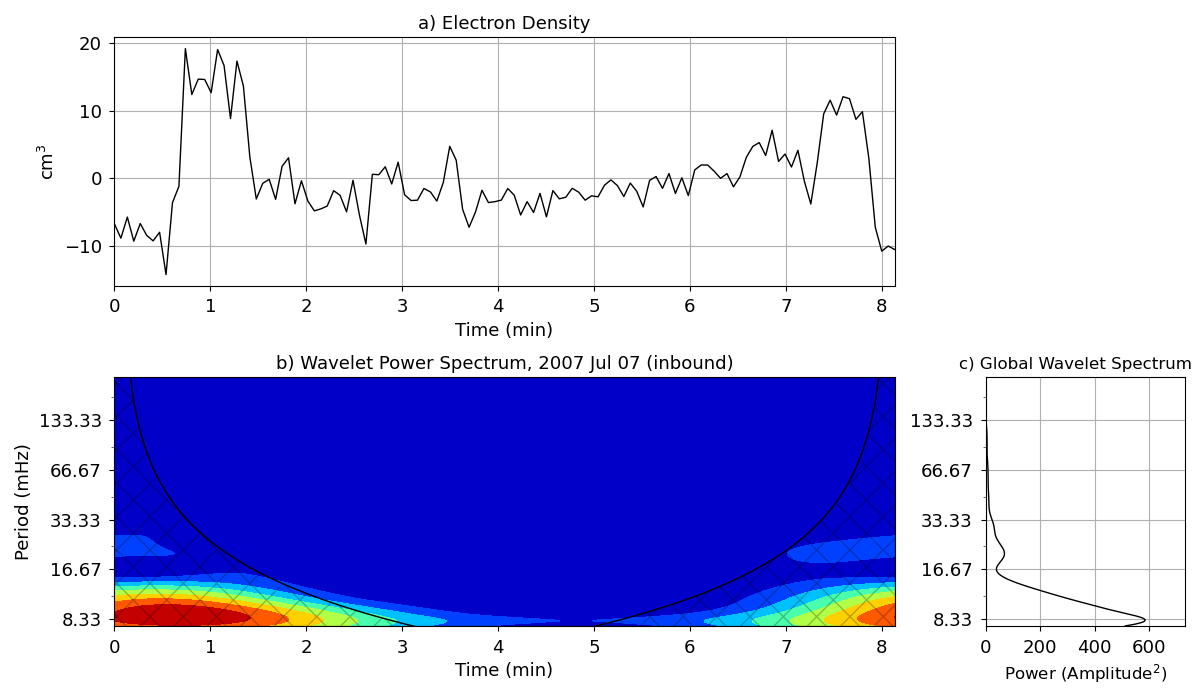 a) Electron Density
20
10
0
−10
cm³
0 1 2 3 4 5 6 7 8
Time (min)
b) Wavelet Power Spectrum, 2007 Jul 07 (inbound)
133.33
66.67
33.33
16.67
8.33
Period (mHz)
0 1 2 3 4 5 6 7 8
Time (min)
c) Global Wavelet Spectrum
133.33
66.67
33.33
16.67
8.33
0 200 400 600
Power (Amplitude²)